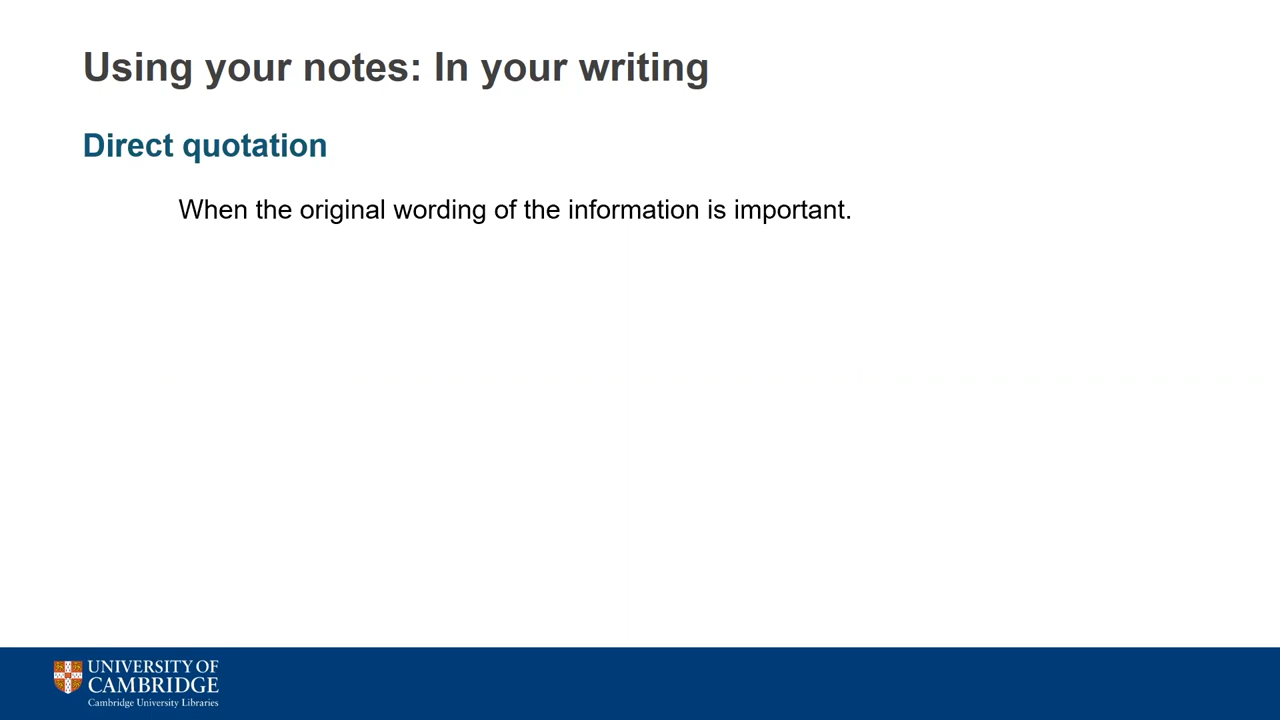 Using your notes: In your writing
Direct quotation
When the original wording of the information is important.
UNIVERSITY OF
CAMBRIDGE
Cambridge University Libraries